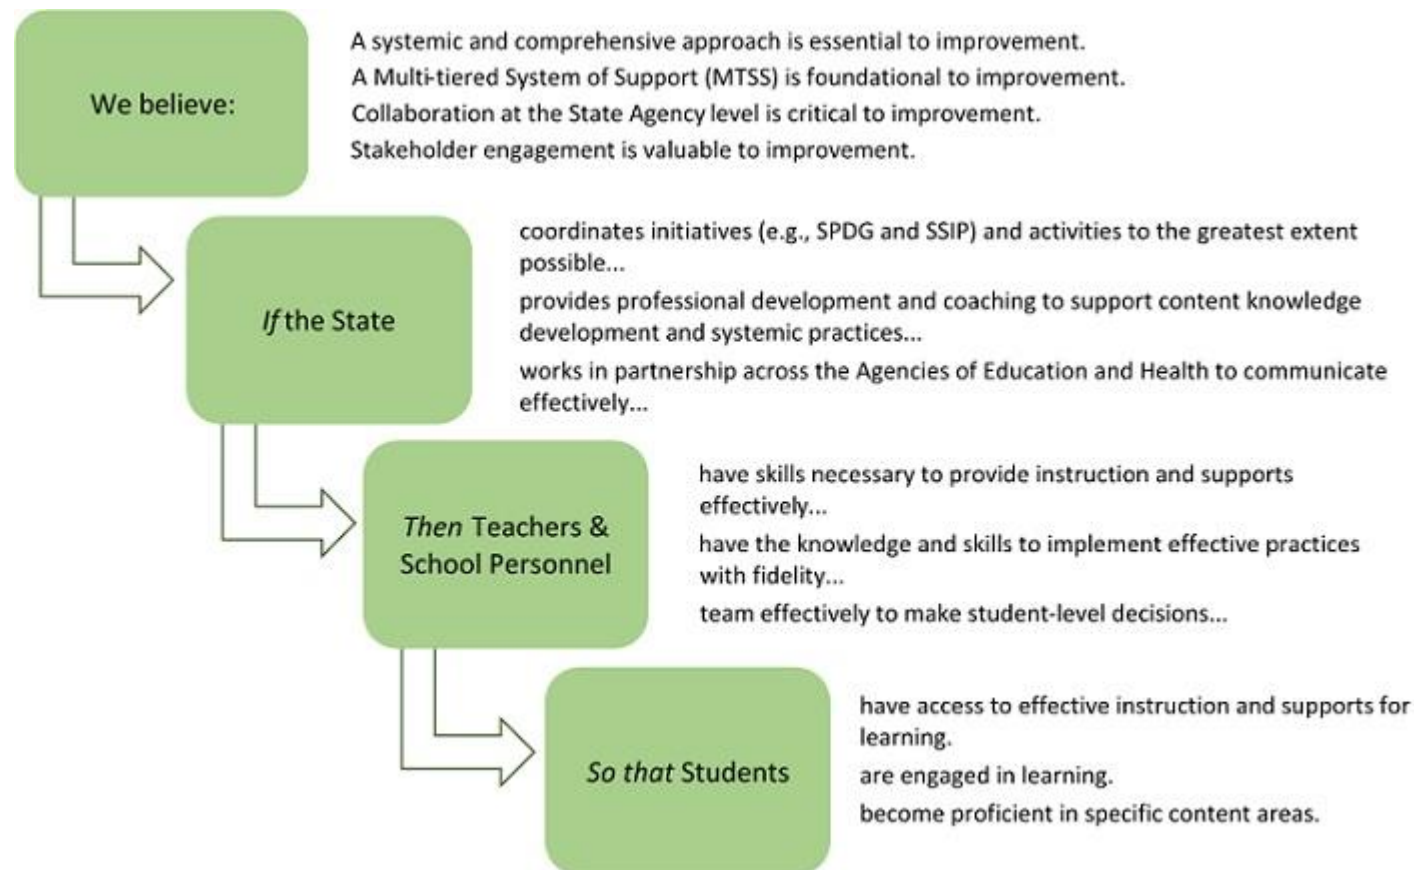 We believe:
A systemic and comprehensive approach is essential to improvement.
A Multi-tiered System of Support (MTSS) is foundational to improvement.
Collaboration at the State Agency level is critical to improvement.
Stakeholder engagement is valuable to improvement.
If the State
coordinates initiatives (e.g., SPDG and SSIP) and activities to the greatest extent
possible...
provides professional development and coaching to support content knowledge
development and systemic practices...
works in partnership across the Agencies of Education and Health to communicate
effectively...
Then Teachers &
School Personnel
have skills necessary to provide instruction and supports
effectively...
have the knowledge and skills to implement effective practices
with fidelity...
team effectively to make student-level decisions...
So that Students
have access to effective instruction and supports for
learning.
are engaged in learning.
become proficient in specific content areas.